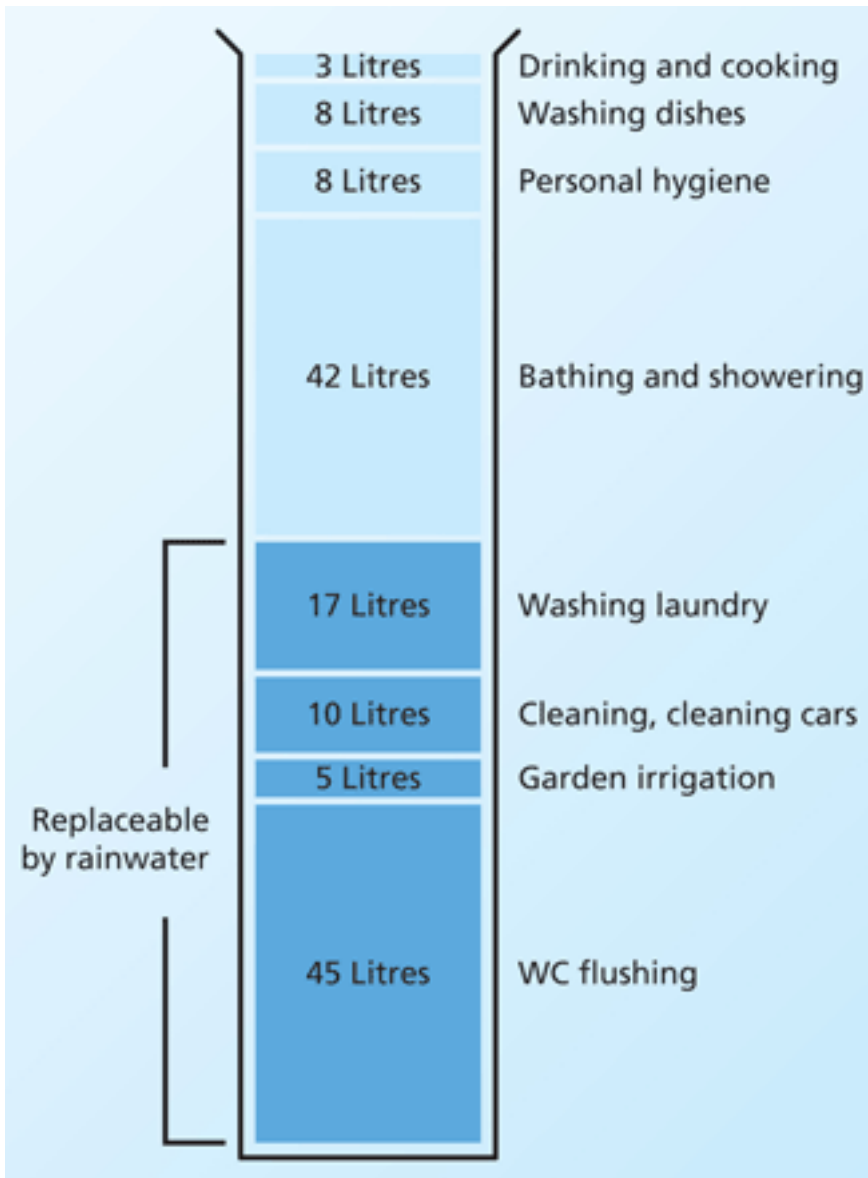 3 Litres Drinking and cooking
8 Litres Washing dishes
8 Litres Personal hygiene
42 Litres Bathing and showering
17 Litres Washing laundry
10 Litres Cleaning, cleaning cars
5 Litres Garden irrigation
Replaceable
by rainwater
45 Litres WC flushing